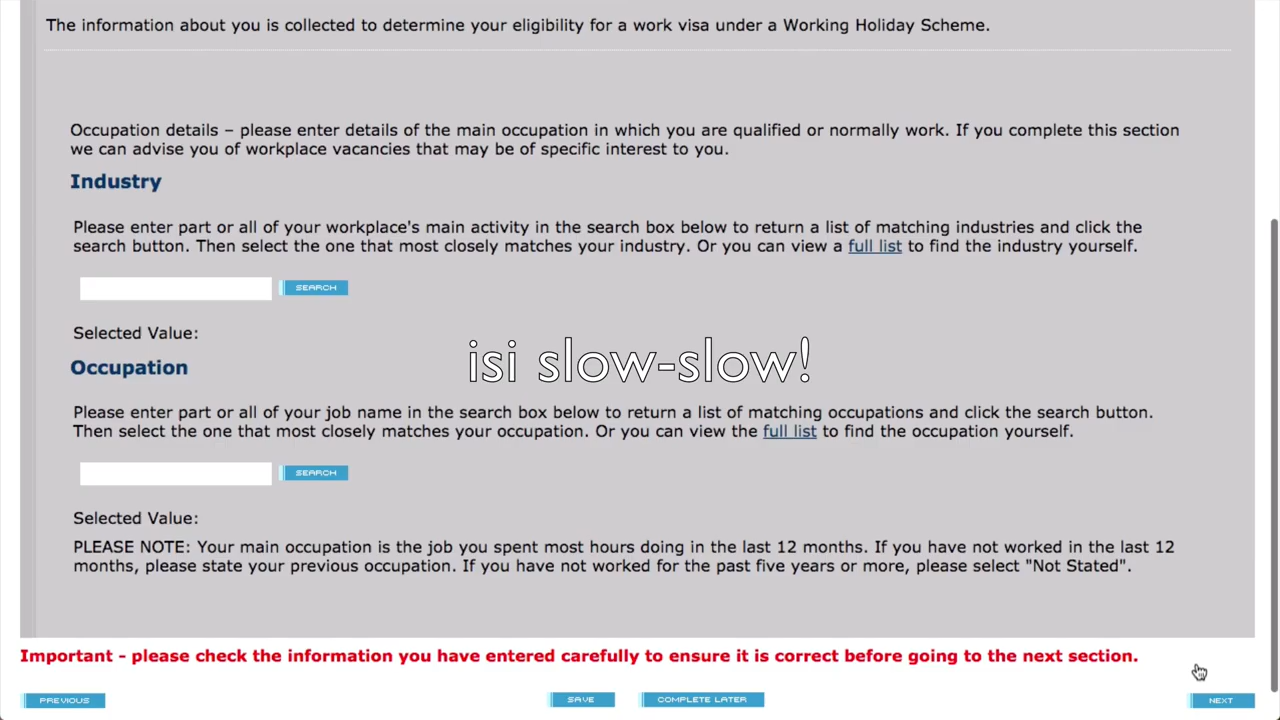 The information about you is collected to determine your eligibility for a work visa under a Working Holiday Scheme.
Occupation details – please enter details of the main occupation in which you are qualified or normally work. If you complete this section
we can advise you of workplace vacancies that may be of specific interest to you.
Industry
Please enter part or all of your workplace's main activity in the search box below to return a list of matching industries and click the
search button. Then select the one that most closely matches your industry. Or you can view a full list to find the industry yourself.
SEARCH
Selected Value:
isi slow-slow!
Occupation
Please enter part or all of your job name in the search box below to return a list of matching occupations and click the search button.
Then select the one that most closely matches your occupation. Or you can view the full list to find the occupation yourself.
SEARCH
Selected Value:
PLEASE NOTE: Your main occupation is the job you spent most hours doing in the last 12 months. If you have not worked in the last 12
months, please state your previous occupation. If you have not worked for the past five years or more, please select "Not Stated".
Important - please check the information you have entered carefully to ensure it is correct before going to the next section.
PREVIOUS SAVE COMPLETE LATER NEXT